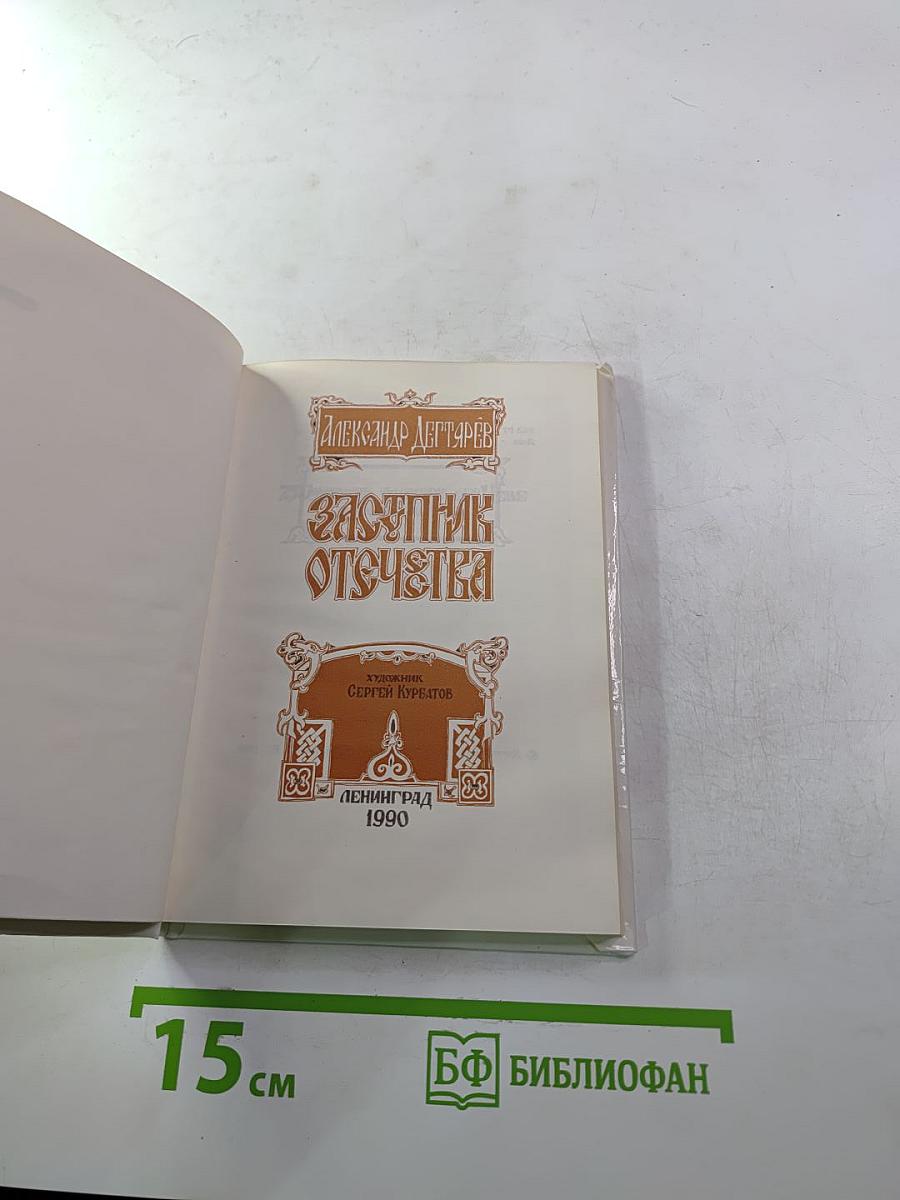 Александр Дегтярёв
ЗАСТУПНИК
ОТЕЧЕСТВА
ХУДОЖНИК
Сергей Курбатов
ЛЕНИНГРАД
1990
15 см
БФ БИБЛИОФАН